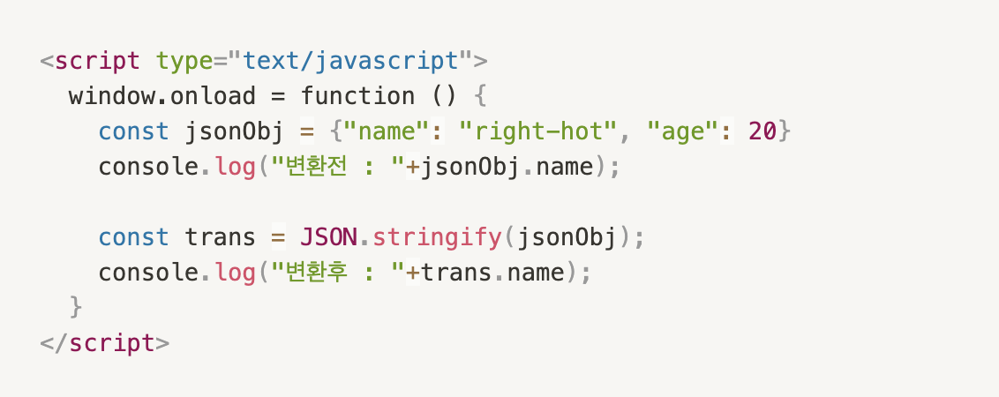 <script type="text/javascript">
window.onload = function () {
const jsonObj = {"name": "right-hot", "age": 20}
console.log("변환전 : "+jsonObj.name);
const trans = JSON.stringify(jsonObj);
console.log("변환후 : "+trans.name);
}
</script>